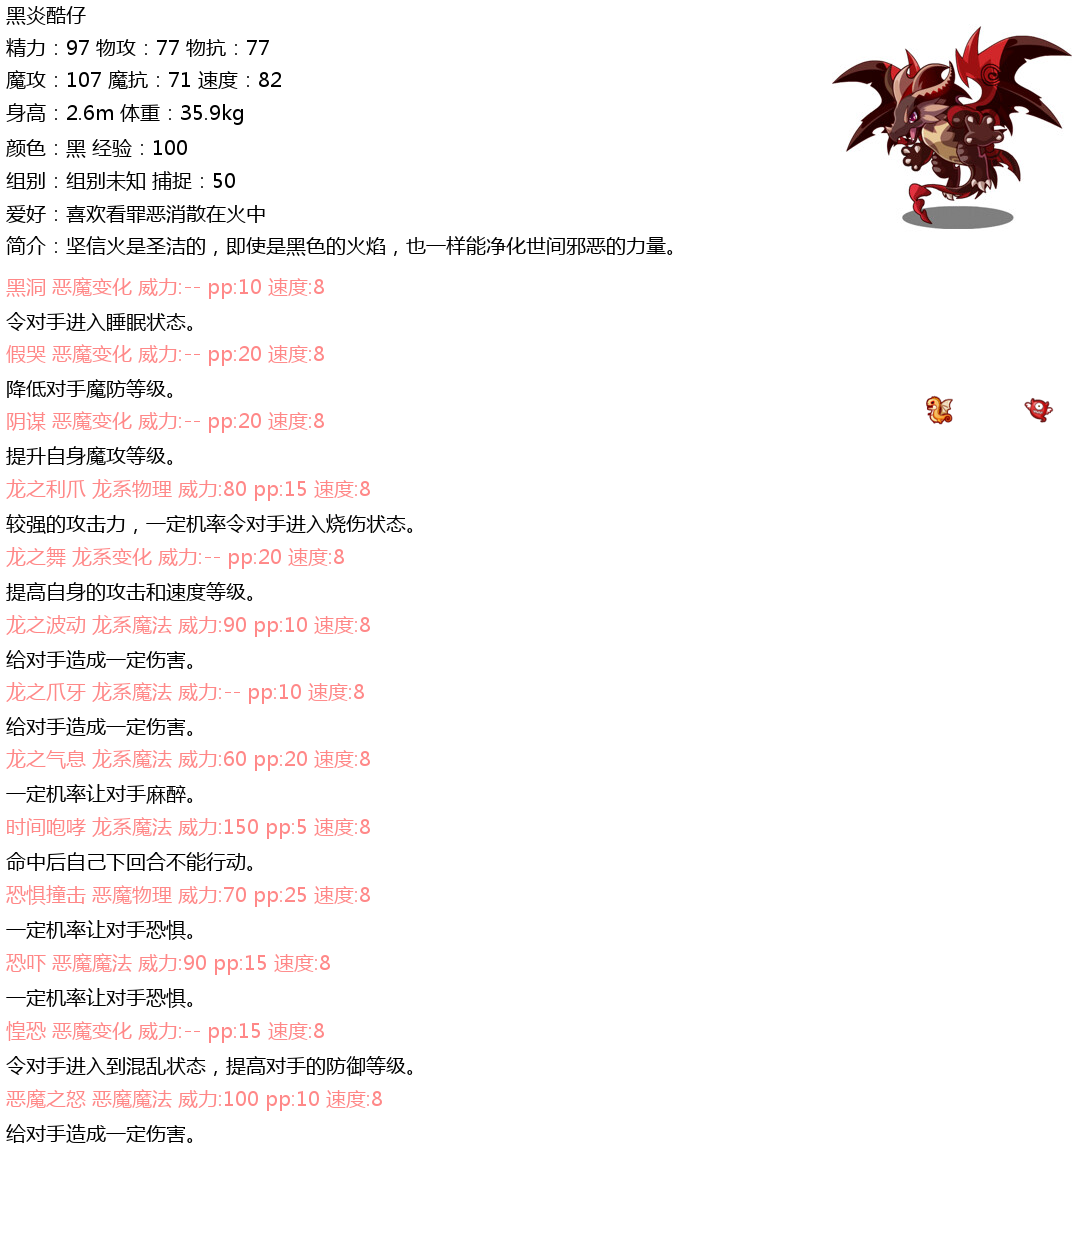 黑炎酷仔
精力：97 物攻：77 物抗：77
魔攻：107 魔抗：71 速度：82
身高：2.6m 体重：35.9kg
颜色：黑 经验：100
组别：组别未知 捕捉：50
爱好：喜欢看罪恶消散在火中
简介：坚信火是圣洁的，即使是黑色的火焰，也一样能净化世间邪恶的力量。
黑洞 恶魔变化 威力:-- pp:10 速度:8
令对手进入睡眠状态。
假哭 恶魔变化 威力:-- pp:20 速度:8
降低对手魔防等级。
阴谋 恶魔变化 威力:-- pp:20 速度:8
提升自身魔攻等级。
龙之利爪 龙系物理 威力:80 pp:15 速度:8
较强的攻击力，一定机率令对手进入烧伤状态。
龙之舞 龙系变化 威力:-- pp:20 速度:8
提高自身的攻击和速度等级。
龙之波动 龙系魔法 威力:90 pp:10 速度:8
给对手造成一定伤害。
龙之爪牙 龙系魔法 威力:-- pp:10 速度:8
给对手造成一定伤害。
龙之气息 龙系魔法 威力:60 pp:20 速度:8
一定机率让对手麻醉。
时间咆哮 龙系魔法 威力:150 pp:5 速度:8
命中后自己下回合不能行动。
恐惧撞击 恶魔物理 威力:70 pp:25 速度:8
一定机率让对手恐惧。
恐吓 恶魔魔法 威力:90 pp:15 速度:8
一定机率让对手恐惧。
惶恐 恶魔变化 威力:-- pp:15 速度:8
令对手进入到混乱状态，提高对手的防御等级。
恶魔之怒 恶魔魔法 威力:100 pp:10 速度:8
给对手造成一定伤害。